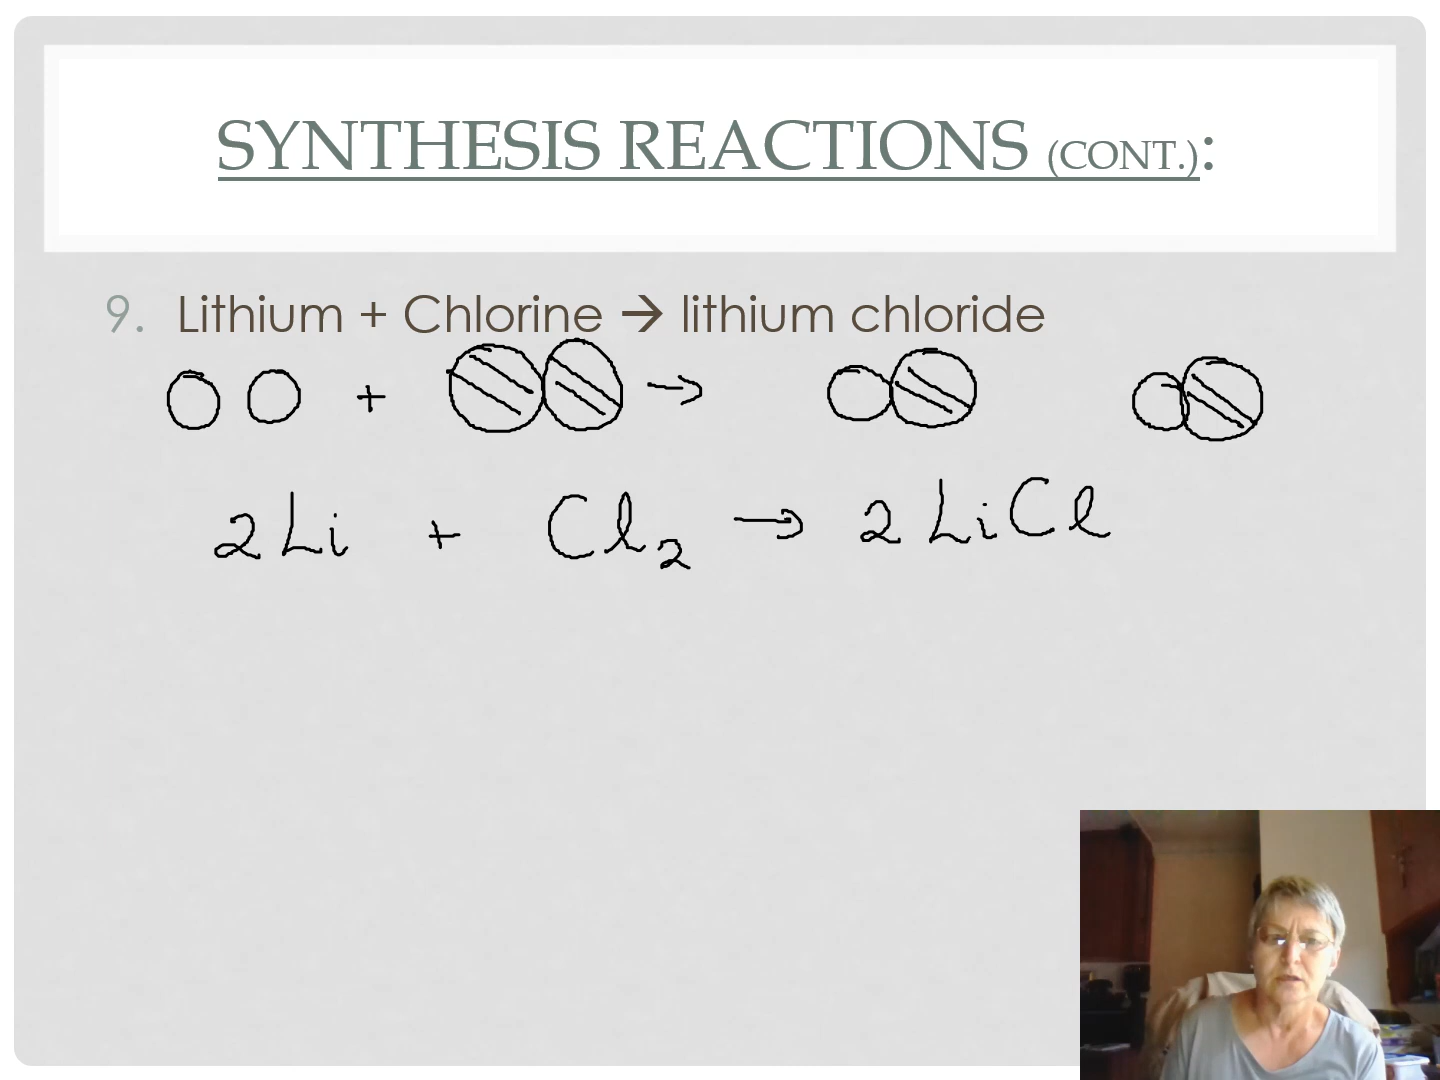 SYNTHESIS REACTIONS (CONT.):
9. Lithium + Chlorine → lithium chloride
+ →
2Li + Cl₂ → 2LiCl